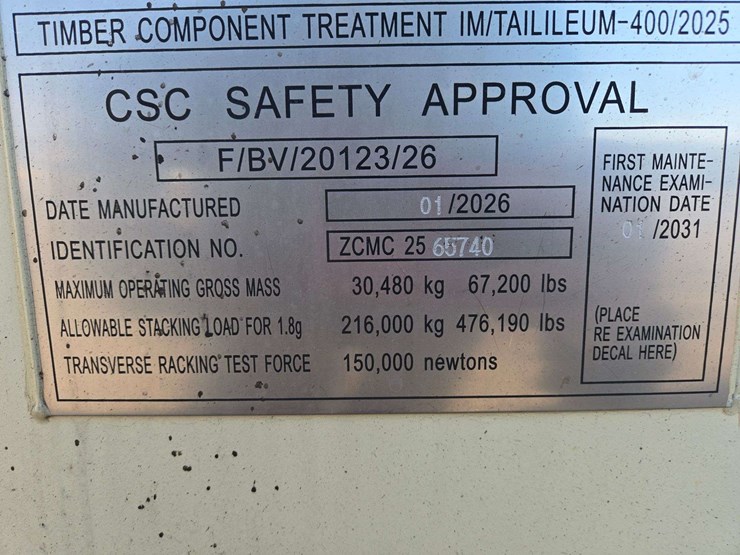 TIMBER COMPONENT TREATMENT IM/TAILILEUM-400/2025
CSC SAFETY APPROVAL
F/BV/20123/26
DATE MANUFACTURED 01/2026
IDENTIFICATION NO. ZCMC 25 65740
MAXIMUM OPERATING GROSS MASS 30,480 kg 67,200 lbs
ALLOWABLE STACKING LOAD FOR 1.8g 216,000 kg 476,190 lbs
TRANSVERSE RACKING TEST FORCE 150,000 newtons
FIRST MAINTE-
NANCE EXAMI-
NATION DATE
01 /2031
(PLACE
RE EXAMINATION
DECAL HERE)